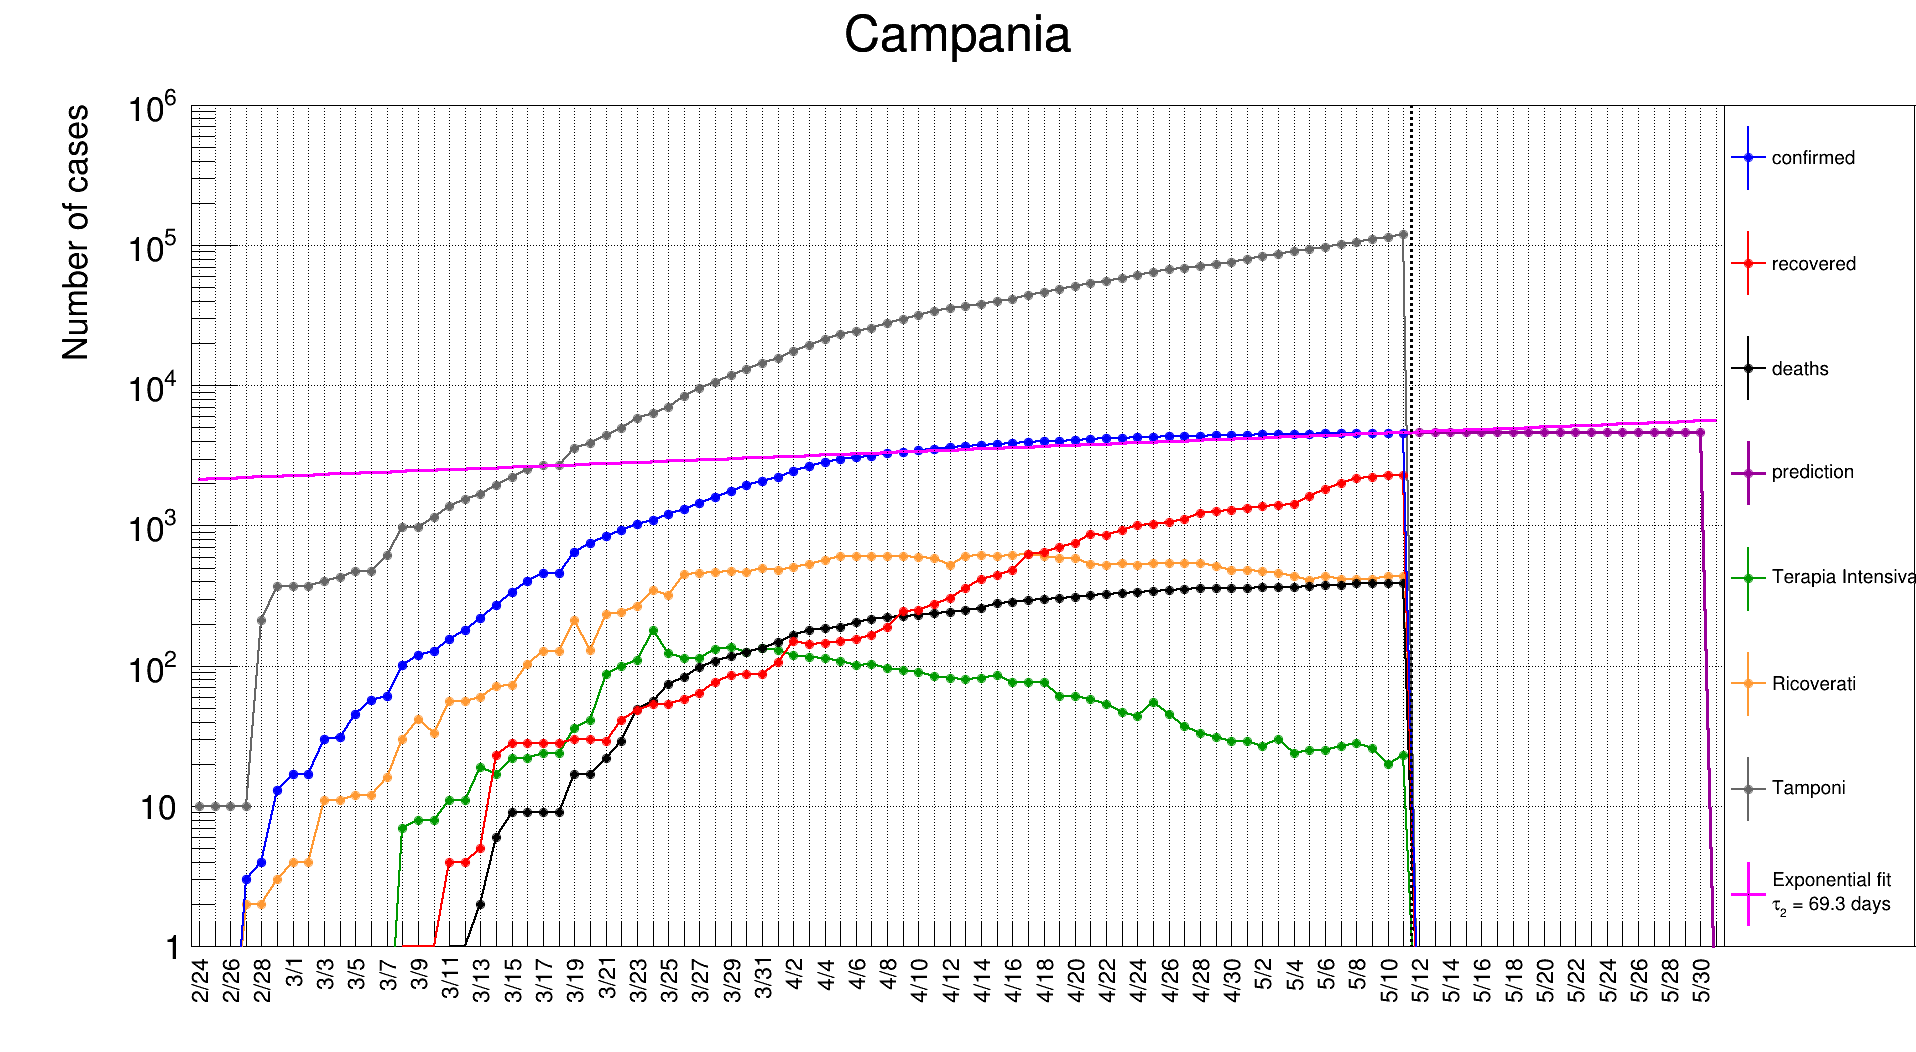 Campania
Number of cases
10^6
10^5
10^4
10^3
10^2
10
1
2/24 2/26 2/28 3/1 3/3 3/5 3/7 3/9 3/11 3/13 3/15 3/17 3/19 3/21 3/23 3/25 3/27 3/29 3/31 4/2 4/4 4/6 4/8 4/10 4/12 4/14 4/16 4/18 4/20 4/22 4/24 4/26 4/28 4/30 5/2 5/4 5/6 5/8 5/10 5/12 5/14 5/16 5/18 5/20 5/22 5/24 5/26 5/28 5/30
confirmed
recovered
deaths
prediction
Terapia Intensiva
Ricoverati
Tamponi
Exponential fit
τ₂ = 69.3 days